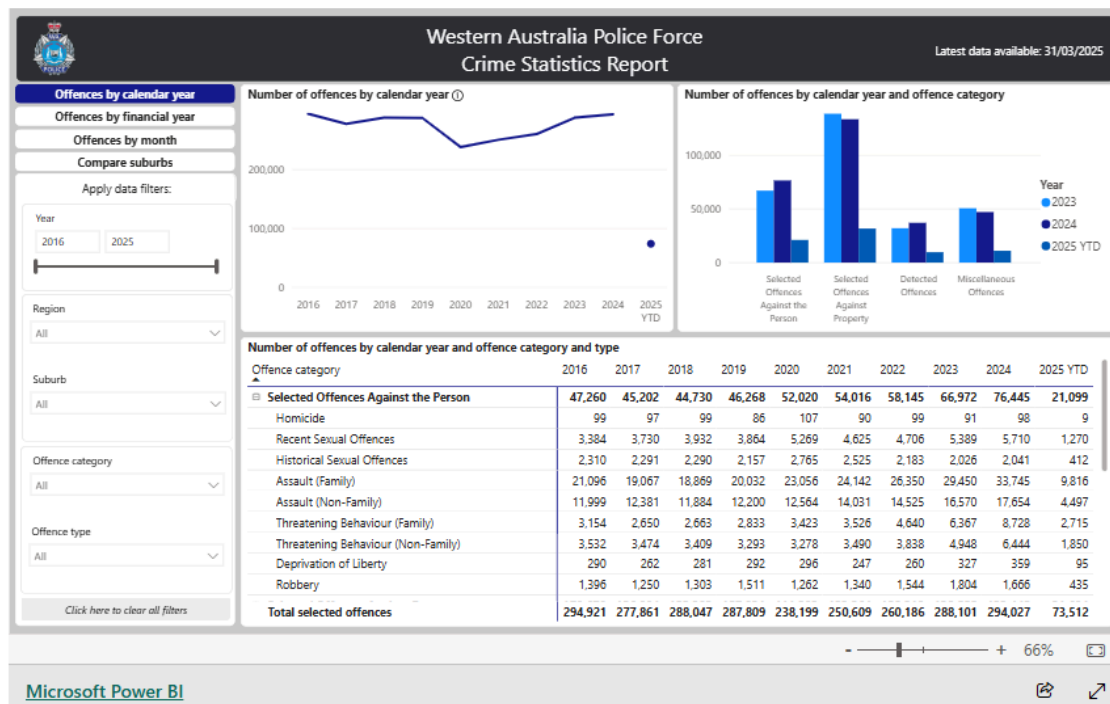 Western Australia Police Force
Crime Statistics Report
Latest data available: 31/03/2025
POLICE
Offences by calendar year
Offences by financial year
Offences by month
Compare suburbs
Apply data filters:
Year
2016 2025
Region
All
Suburb
All
Offence category
All
Offence type
All
Click here to clear all filters
Number of offences by calendar year
200,000
100,000
0
2016 2017 2018 2019 2020 2021 2022 2023 2024 2025
YTD
Number of offences by calendar year and offence category
100,000
50,000
0
Selected Offences Against the Person
Selected Offences Against Property
Detected Offences
Miscellaneous Offences
Year
2023
2024
2025 YTD
Number of offences by calendar year and offence category and type
Offence category 2016 2017 2018 2019 2020 2021 2022 2023 2024 2025 YTD
Selected Offences Against the Person 47,260 45,202 44,730 46,268 52,020 54,016 58,145 66,972 76,445 21,099
Homicide 99 97 99 86 107 90 99 91 98 9
Recent Sexual Offences 3,384 3,730 3,932 3,864 5,269 4,625 4,706 5,389 5,710 1,270
Historical Sexual Offences 2,310 2,291 2,290 2,157 2,765 2,525 2,183 2,026 2,041 412
Assault (Family) 21,096 19,067 18,869 20,032 23,056 24,142 26,350 29,450 33,745 9,816
Assault (Non-Family) 11,999 12,381 11,884 12,200 12,564 14,031 14,525 16,570 17,654 4,497
Threatening Behaviour (Family) 3,154 2,650 2,663 2,833 3,423 3,526 4,640 6,367 8,728 2,715
Threatening Behaviour (Non-Family) 3,532 3,474 3,409 3,293 3,278 3,490 3,838 4,948 6,444 1,850
Deprivation of Liberty 290 262 281 292 296 247 260 327 359 95
Robbery 1,396 1,250 1,303 1,511 1,262 1,340 1,544 1,804 1,666 435
Total selected offences 294,921 277,861 288,047 287,809 238,199 250,609 260,186 288,101 294,027 73,512
- + 66%
Microsoft Power BI